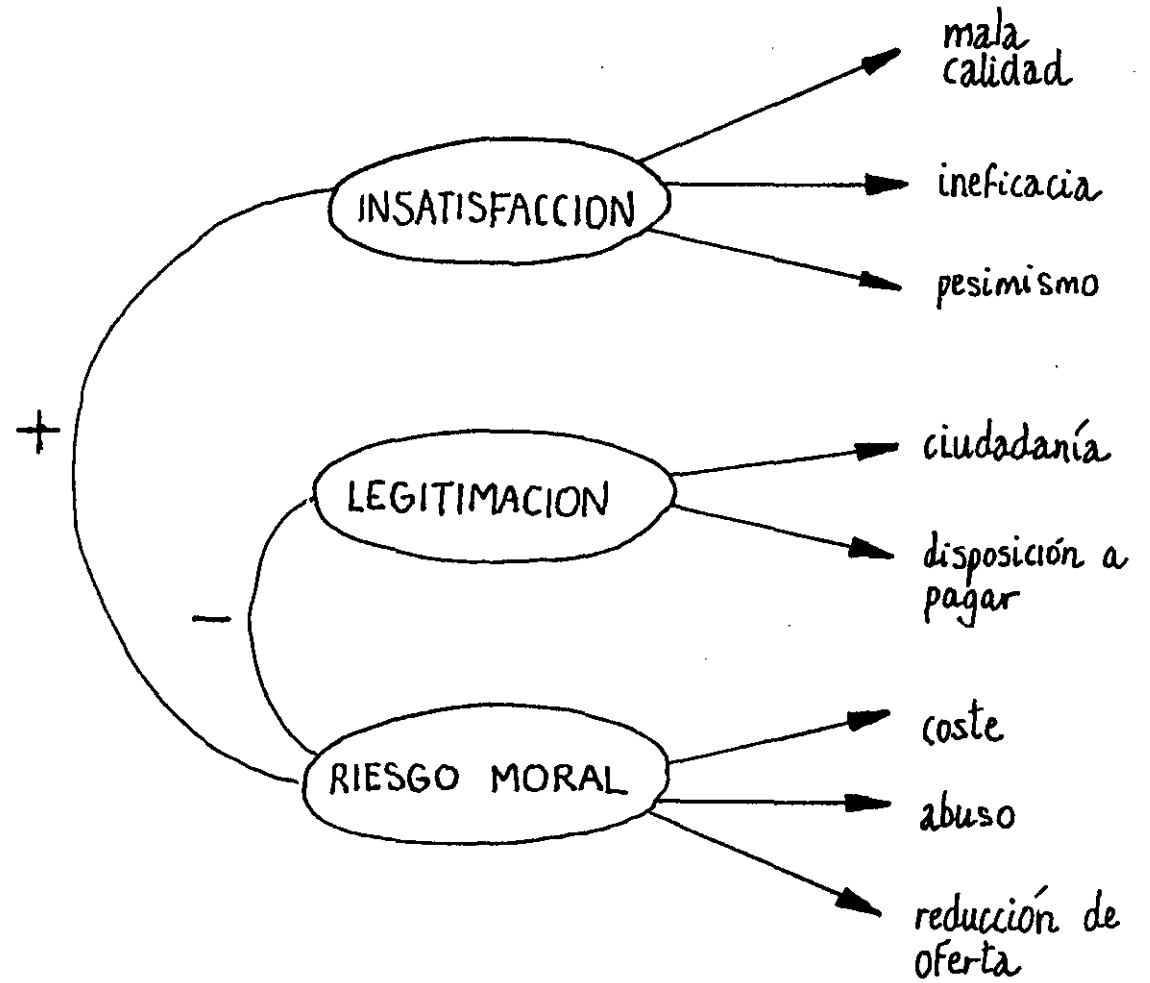 mala
calidad
INSATISFACCION
ineficacia
pesimismo
+
ciudadanía
LEGITIMACION
disposición a
pagar
−
coste
RIESGO MORAL
abuso
reducción de
oferta